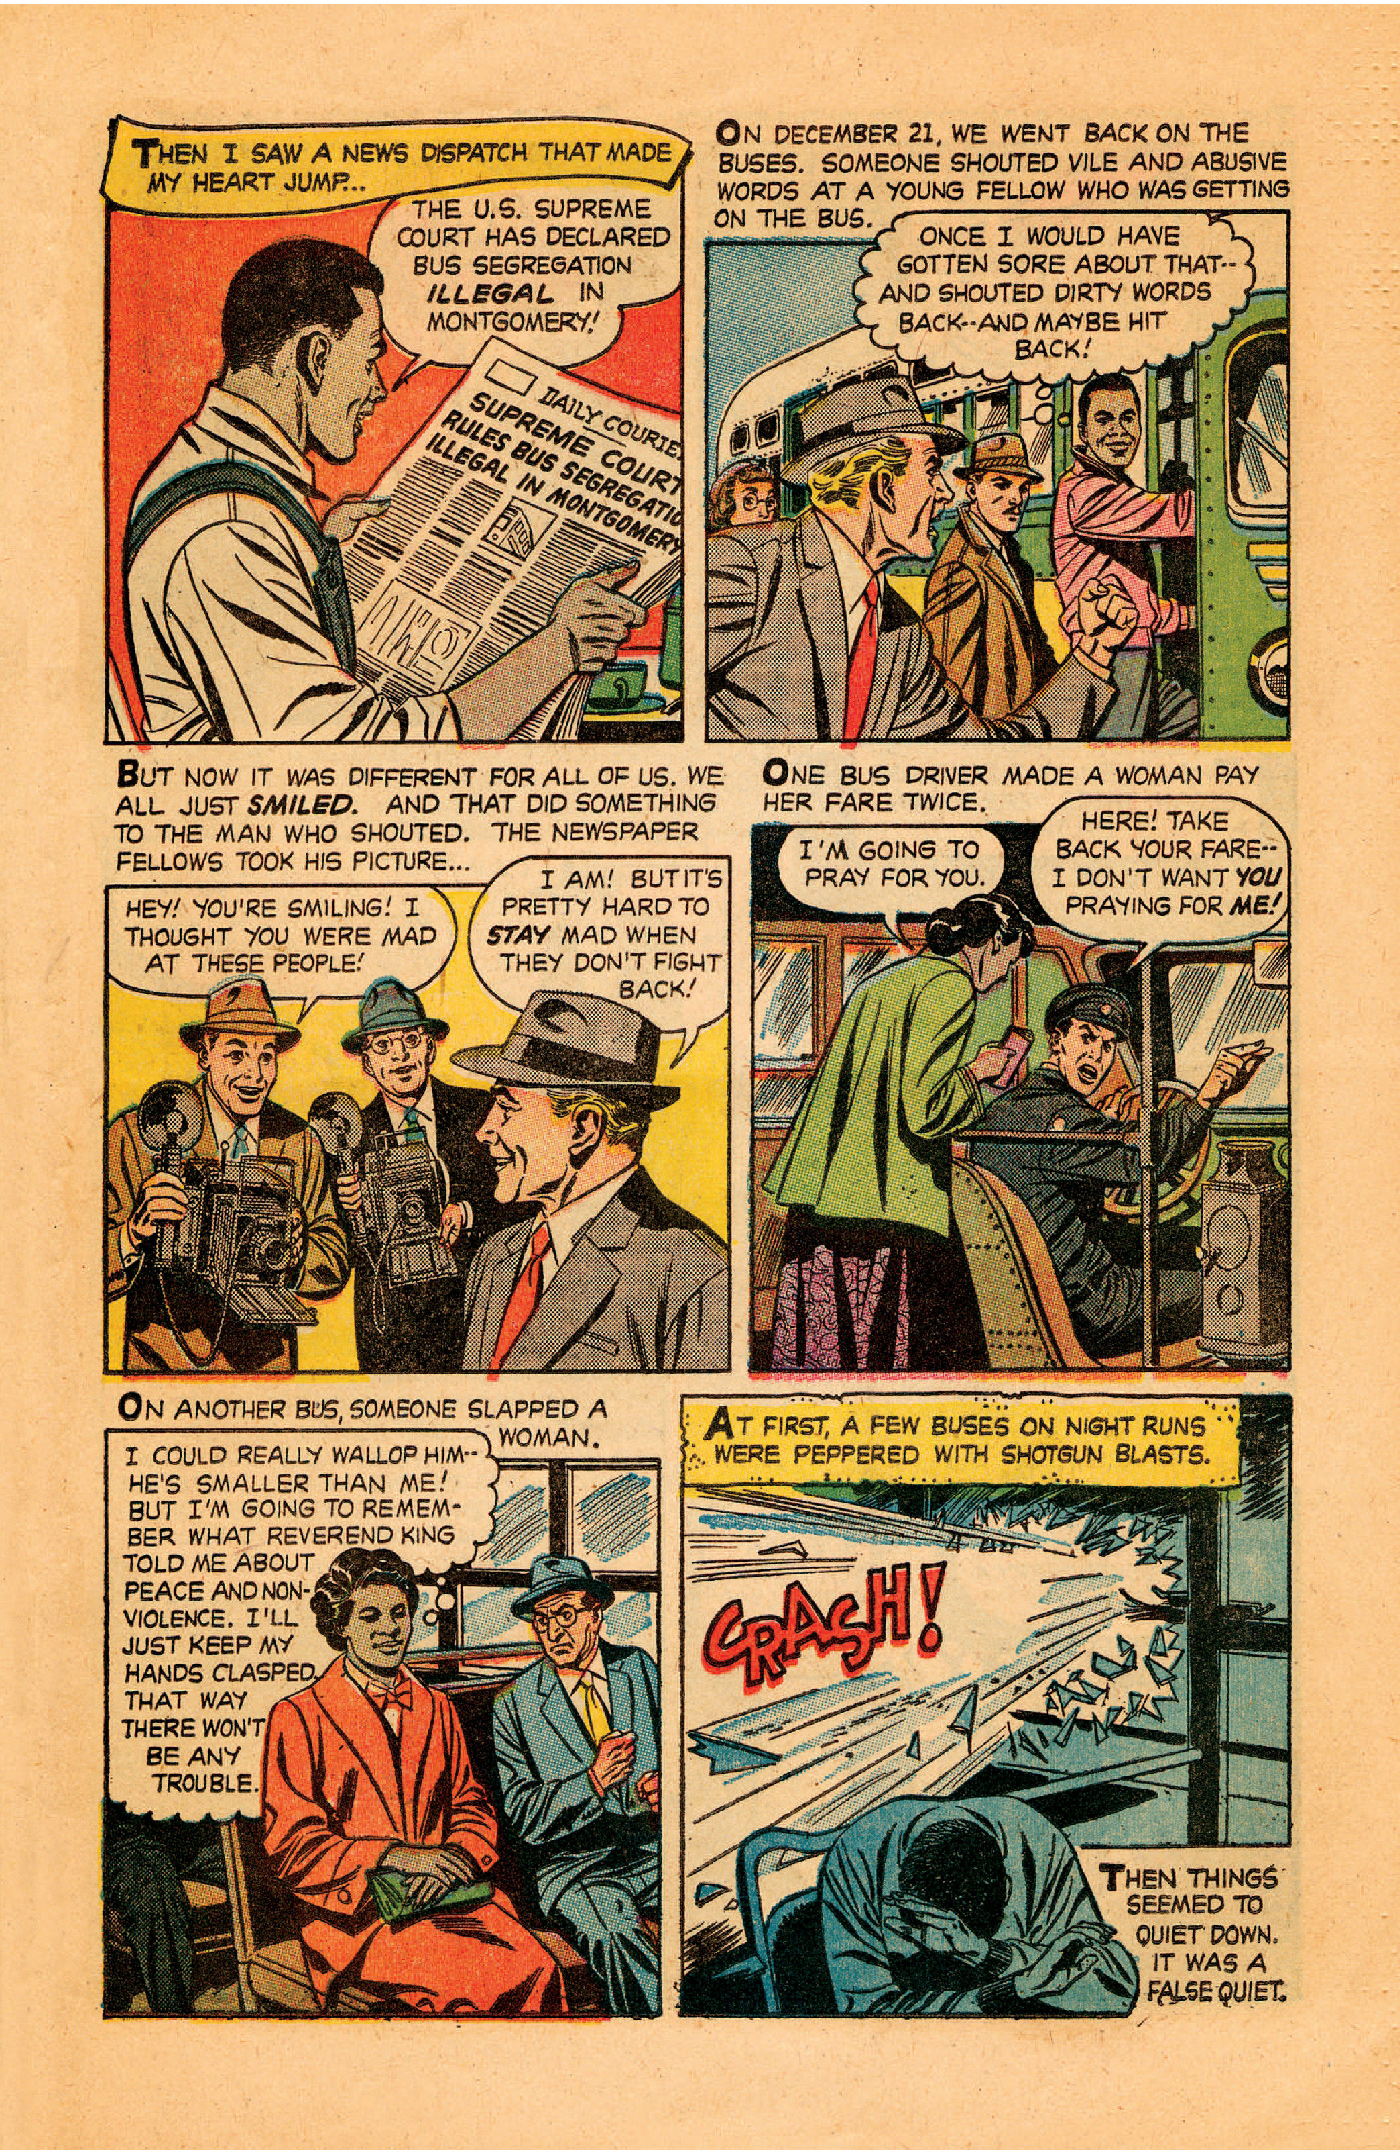 THEN I SAW A NEWS DISPATCH THAT MADE
MY HEART JUMP...
THE U.S. SUPREME
COURT HAS DECLARED
BUS SEGREGATION
ILLEGAL IN
MONTGOMERY!
DAILY COURIE
SUPREME COURT
RULES BUS SEGREGATIO
ILLEGAL IN MONTGOMERY
ON DECEMBER 21, WE WENT BACK ON THE
BUSES. SOMEONE SHOUTED VILE AND ABUSIVE
WORDS AT A YOUNG FELLOW WHO WAS GETTING
ON THE BUS.
ONCE I WOULD HAVE
GOTTEN SORE ABOUT THAT--
AND SHOUTED DIRTY WORDS
BACK--AND MAYBE HIT
BACK!
BUT NOW IT WAS DIFFERENT FOR ALL OF US. WE
ALL JUST SMILED. AND THAT DID SOMETHING
TO THE MAN WHO SHOUTED. THE NEWSPAPER
FELLOWS TOOK HIS PICTURE...
HEY! YOU'RE SMILING! I
THOUGHT YOU WERE MAD
AT THESE PEOPLE!
I AM! BUT IT'S
PRETTY HARD TO
STAY MAD WHEN
THEY DON'T FIGHT
BACK!
ONE BUS DRIVER MADE A WOMAN PAY
HER FARE TWICE.
I'M GOING TO
PRAY FOR YOU.
HERE! TAKE
BACK YOUR FARE--
I DON'T WANT YOU
PRAYING FOR ME!
ON ANOTHER BUS, SOMEONE SLAPPED A
WOMAN.
I COULD REALLY WALLOP HIM--
HE'S SMALLER THAN ME!
BUT I'M GOING TO REMEM-
BER WHAT REVEREND KING
TOLD ME ABOUT
PEACE AND NON-
VIOLENCE. I'LL
JUST KEEP MY
HANDS CLASPED.
THAT WAY
THERE WON'T
BE ANY
TROUBLE.
AT FIRST, A FEW BUSES ON NIGHT RUNS
WERE PEPPERED WITH SHOTGUN BLASTS.
CRASH!
THEN THINGS
SEEMED TO
QUIET DOWN.
IT WAS A
FALSE QUIET.